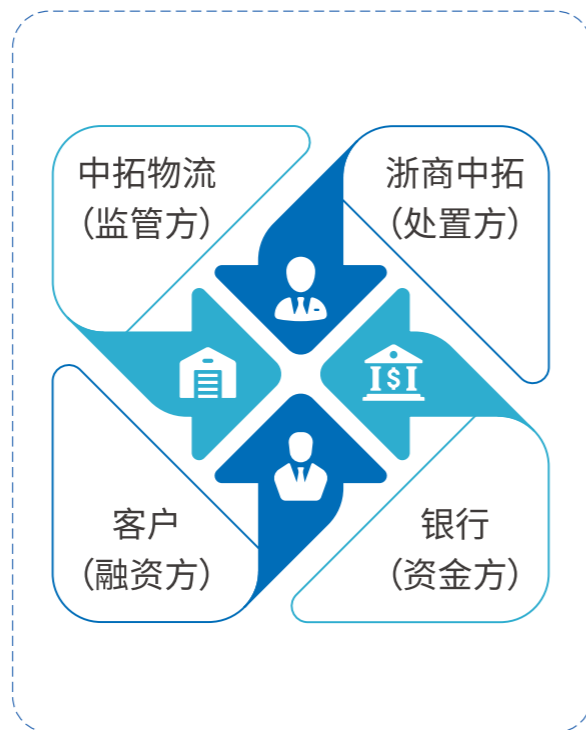 中拓物流
（监管方）
浙商中拓
（处置方）
$
客户
（融资方）
银行
（资金方）